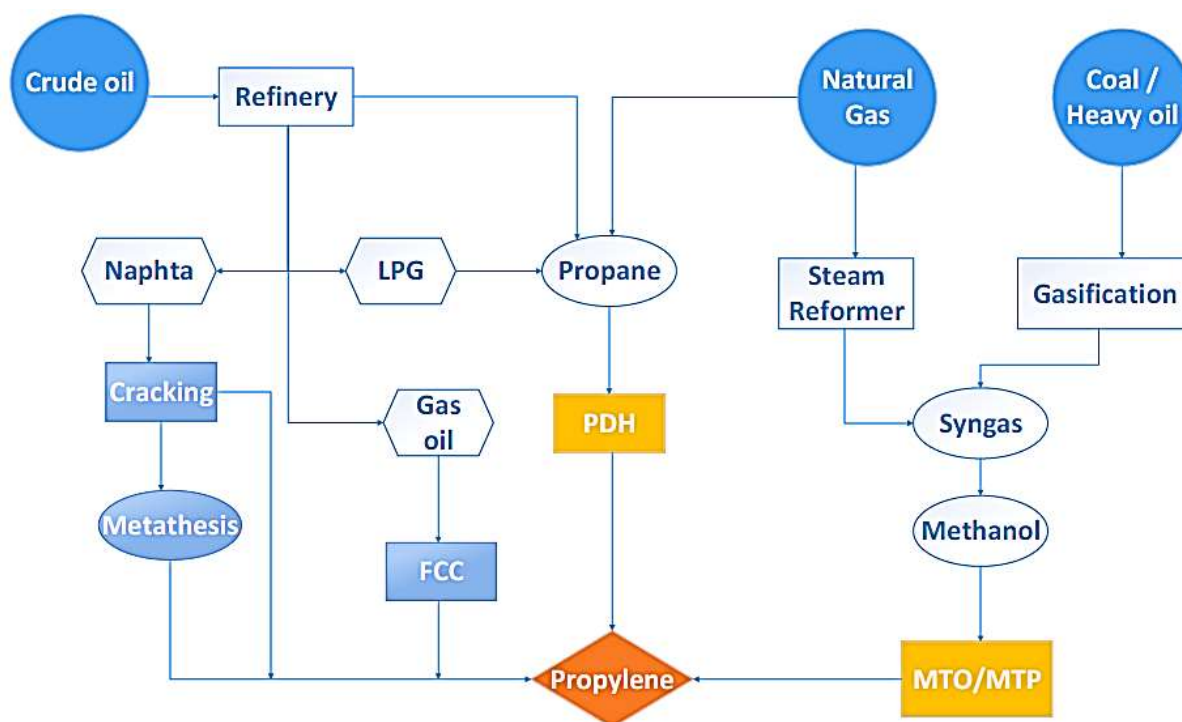 Crude oil
Refinery
Natural
Gas
Coal /
Heavy oil
Naphta
LPG
Propane
Steam
Reformer
Gasification
Cracking
Gas
oil
PDH
Syngas
Metathesis
Methanol
FCC
Propylene
MTO/MTP